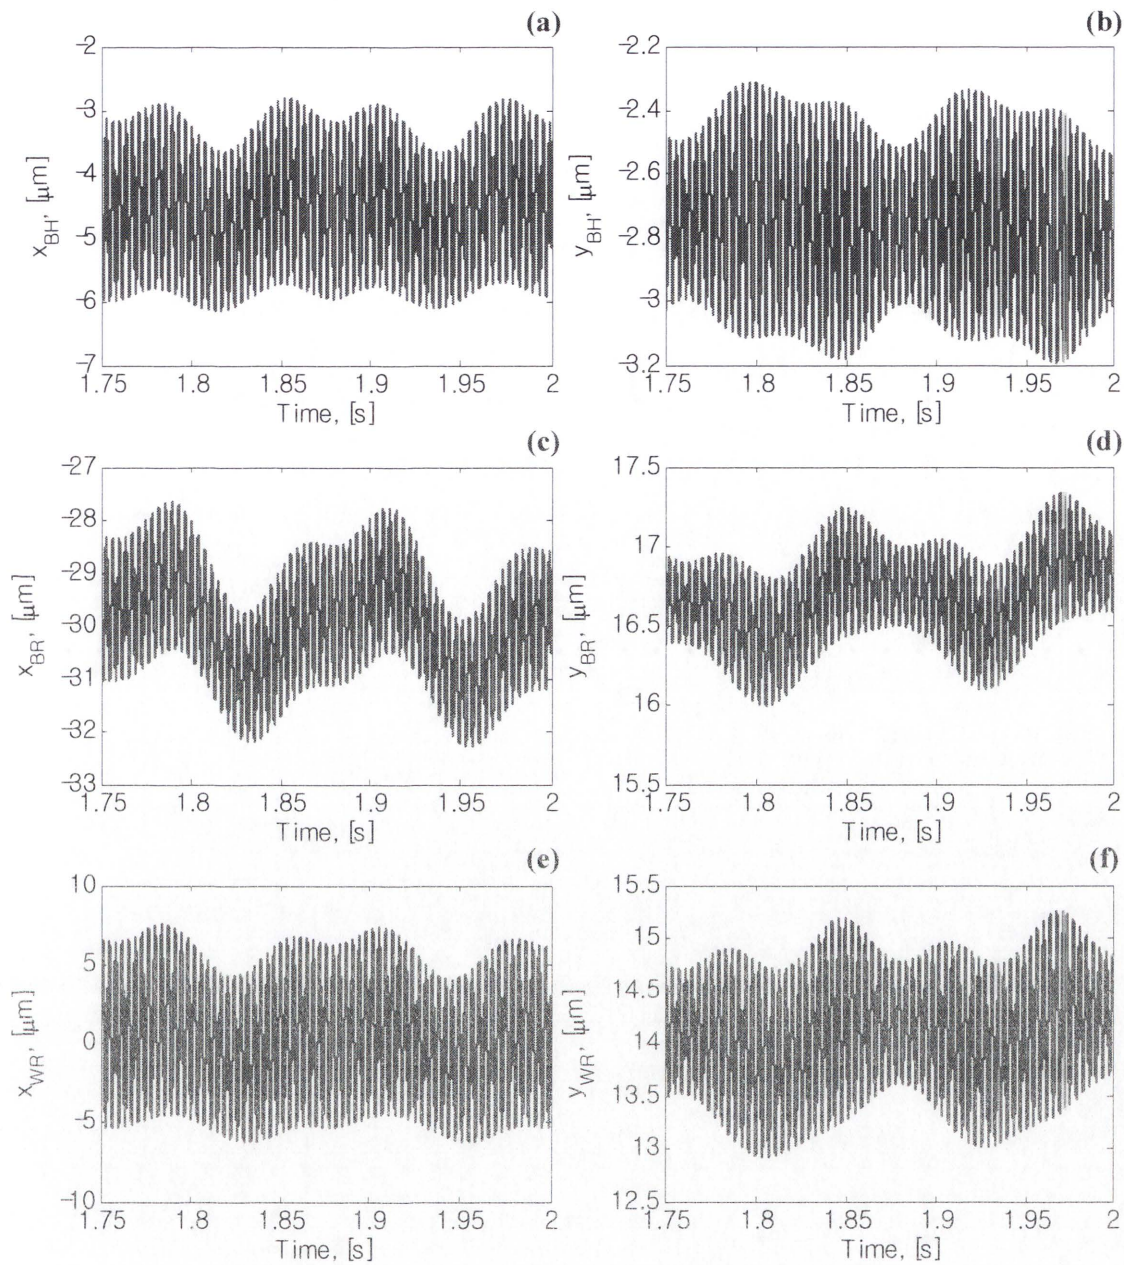 (a)
−2
−3
−4
−5
−6
−7
x_BH, [μm]
1.75 1.8 1.85 1.9 1.95 2
Time, [s]
(b)
−2.2
−2.4
−2.6
−2.8
−3
−3.2
y_BH, [μm]
1.75 1.8 1.85 1.9 1.95 2
Time, [s]
(c)
−27
−28
−29
−30
−31
−32
−33
x_BR, [μm]
1.75 1.8 1.85 1.9 1.95 2
Time, [s]
(d)
17.5
17
16.5
16
15.5
y_BR, [μm]
1.75 1.8 1.85 1.9 1.95 2
Time, [s]
(e)
10
5
0
−5
−10
x_WR, [μm]
1.75 1.8 1.85 1.9 1.95 2
Time, [s]
(f)
15.5
15
14.5
14
13.5
13
12.5
y_WR, [μm]
1.75 1.8 1.85 1.9 1.95 2
Time, [s]